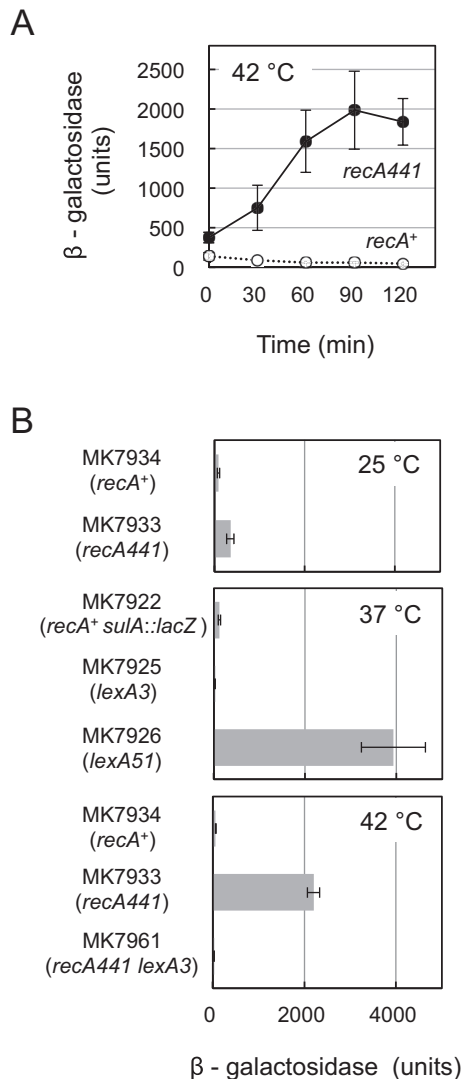 A
42 °C
β - galactosidase
(units)
2500
2000
1500
1000
500
0
recA441
recA+
0 30 60 90 120
Time (min)
B
MK7934
(recA+)
MK7933
(recA441)
25 °C
MK7922
(recA+ sulA::lacZ )
MK7925
(lexA3)
MK7926
(lexA51)
37 °C
MK7934
(recA+)
MK7933
(recA441)
MK7961
(recA441 lexA3)
42 °C
0 2000 4000
β - galactosidase (units)